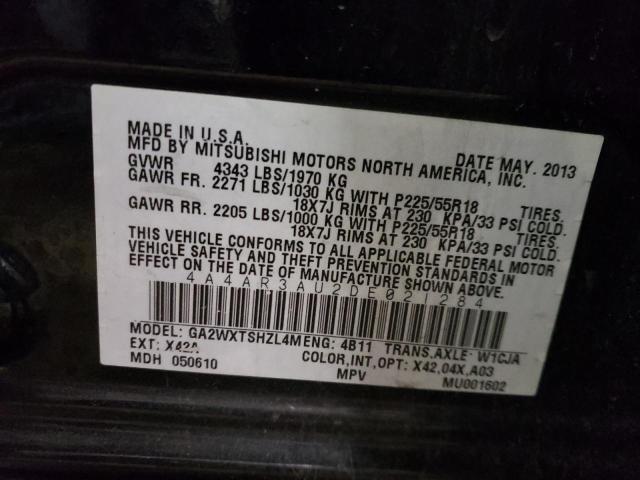 MADE IN U.S.A. DATE MAY. 2013
MFD BY MITSUBISHI MOTORS NORTH AMERICA, INC.
GVWR 4343 LBS/1970 KG
GAWR FR. 2271 LBS/1030 KG WITH P225/55R18 TIRES.
18X7J RIMS AT 230 KPA/33 PSI COLD.
GAWR RR. 2205 LBS/1000 KG WITH P225/55R18 TIRES.
18X7J RIMS AT 230 KPA/33 PSI COLD.
THIS VEHICLE CONFORMS TO ALL APPLICABLE FEDERAL MOTOR
VEHICLE SAFETY AND THEFT PREVENTION STANDARDS IN
EFFECT ON THE DATE OF MANUFACTURE SHOWN ABOVE.
4A4AR3AU2DE021284
MODEL: GA2WXTSHZL4MENG: 4B11 TRANS,AXLE: W1CJA
EXT: X42A COLOR,INT,OPT: X42,04X,A03
MDH 050610 MPV MU001602